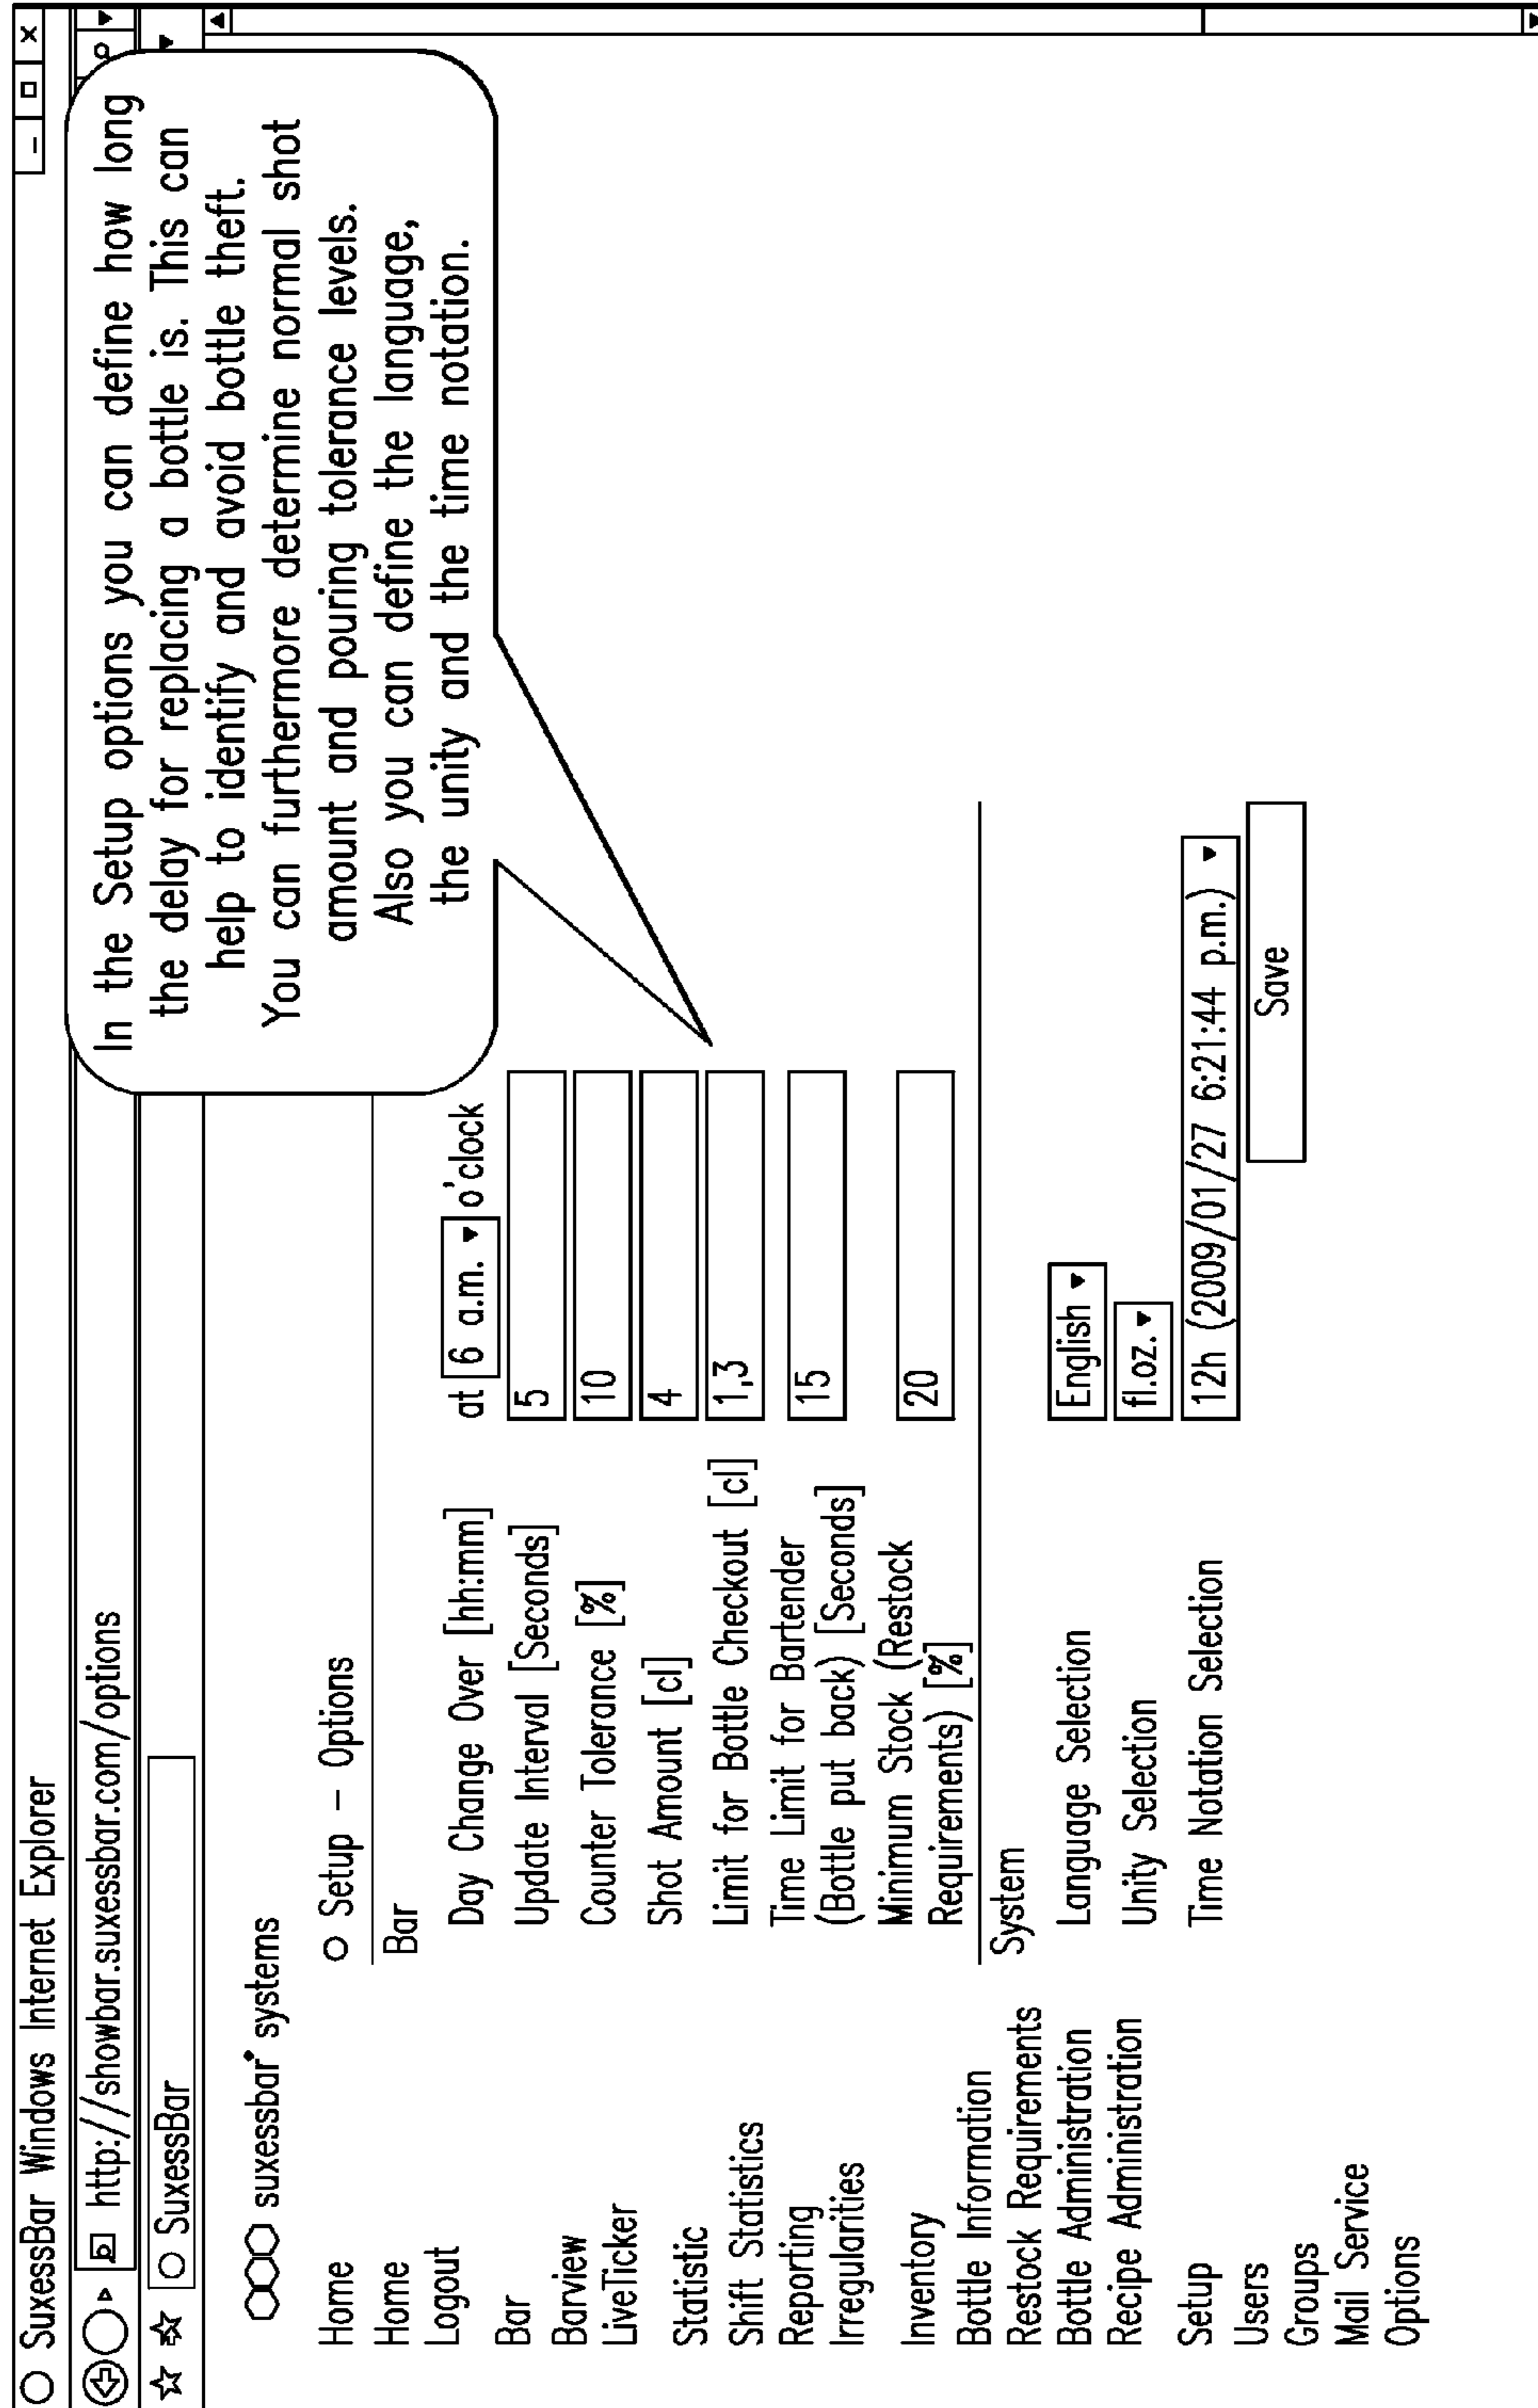 SuxessBar Windows Internet Explorer
http://showbar.suxessbar.com/options
SuxessBar
suxessbar systems
Home
Home
Logout
Bar
Barview
LiveTicker
Statistic
Shift Statistics
Reporting
Irregularities
Inventory
Bottle Information
Restock Requirements
Bottle Administration
Recipe Administration
Setup
Users
Groups
Mail Service
Options
Setup – Options
Bar
Day Change Over [hh:mm] at 6 a.m. o'clock
Update Interval [Seconds] 5
Counter Tolerance [%] 10
Shot Amount [cl] 4
Limit for Bottle Checkout [cl] 1,3
Time Limit for Bartender
(Bottle put back) [Seconds] 15
Minimum Stock (Restock
Requirements) [%] 20
System
Language Selection English
Unity Selection fl.oz.
Time Notation Selection 12h (2009/01/27 6:21:44 p.m.)
Save
In the Setup options you can define how long
the delay for replacing a bottle is. This can
help to identify and avoid bottle theft.
You can furthermore determine normal shot
amount and pouring tolerance levels.
Also you can define the language,
the unity and the time notation.